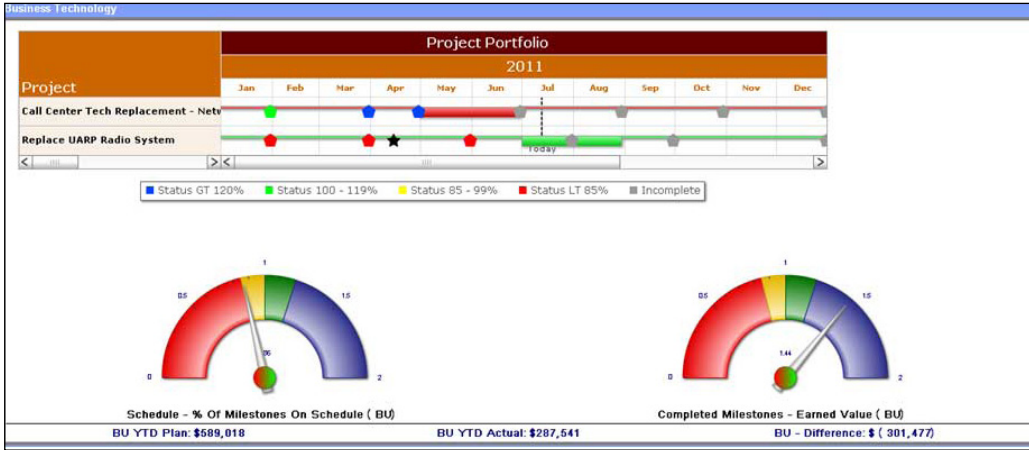 Business Technology
Project Portfolio
2011
Project
Jan Feb Mar Apr May Jun Jul Aug Sep Oct Nov Dec
Call Center Tech Replacement - Netw
Replace UARP Radio System
Today
Status GT 120% Status 100 - 119% Status 85 - 99% Status LT 85% Incomplete
0 0.5 1 1.5 2
0 0.5 1 1.5 2
1.44
Schedule - % Of Milestones On Schedule ( BU)
Completed Milestones - Earned Value ( BU)
BU YTD Plan: $589,018 BU YTD Actual: $287,541 BU - Difference: $ ( 301,477)